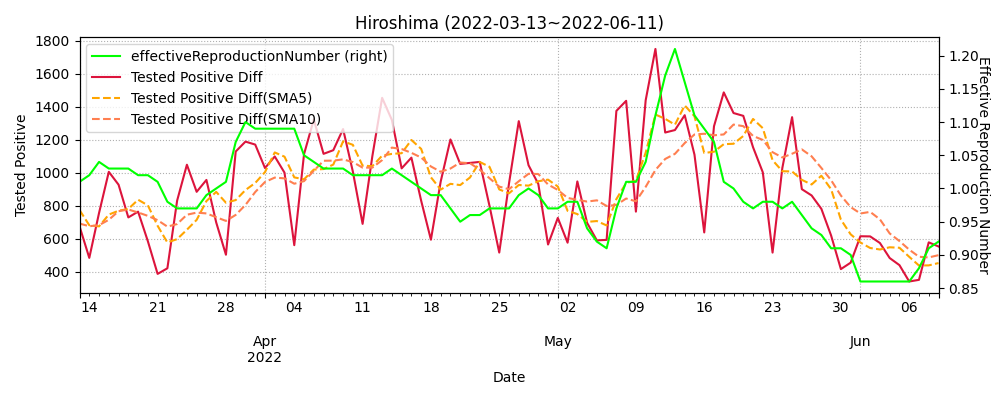 Hiroshima (2022-03-13~2022-06-11)
effectiveReproductionNumber (right)
Tested Positive Diff
Tested Positive Diff(SMA5)
Tested Positive Diff(SMA10)
Tested Positive
1800
1600
1400
1200
1000
800
600
400
1.20
1.15
1.10
1.05
1.00
0.95
0.90
0.85
Effective Reproduction Number
14 21 28 04 11 18 25 02 09 16 23 30 06
Apr May Jun
2022
Date